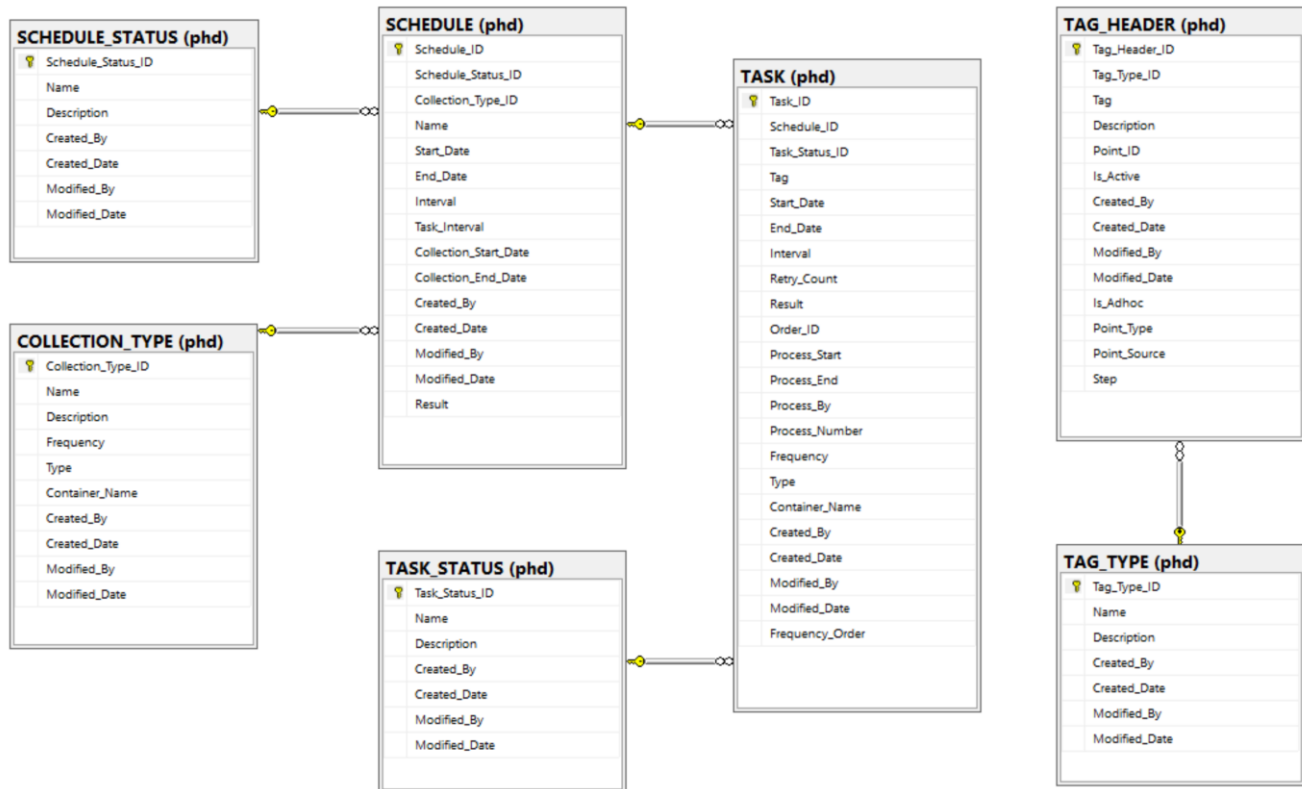 SCHEDULE_STATUS (phd)
Schedule_Status_ID
Name
Description
Created_By
Created_Date
Modified_By
Modified_Date
COLLECTION_TYPE (phd)
Collection_Type_ID
Name
Description
Frequency
Type
Container_Name
Created_By
Created_Date
Modified_By
Modified_Date
SCHEDULE (phd)
Schedule_ID
Schedule_Status_ID
Collection_Type_ID
Name
Start_Date
End_Date
Interval
Task_Interval
Collection_Start_Date
Collection_End_Date
Created_By
Created_Date
Modified_By
Modified_Date
Result
TASK_STATUS (phd)
Task_Status_ID
Name
Description
Created_By
Created_Date
Modified_By
Modified_Date
TASK (phd)
Task_ID
Schedule_ID
Task_Status_ID
Tag
Start_Date
End_Date
Interval
Retry_Count
Result
Order_ID
Process_Start
Process_End
Process_By
Process_Number
Frequency
Type
Container_Name
Created_By
Created_Date
Modified_By
Modified_Date
Frequency_Order
TAG_HEADER (phd)
Tag_Header_ID
Tag_Type_ID
Tag
Description
Point_ID
Is_Active
Created_By
Created_Date
Modified_By
Modified_Date
Is_Adhoc
Point_Type
Point_Source
Step
TAG_TYPE (phd)
Tag_Type_ID
Name
Description
Created_By
Created_Date
Modified_By
Modified_Date